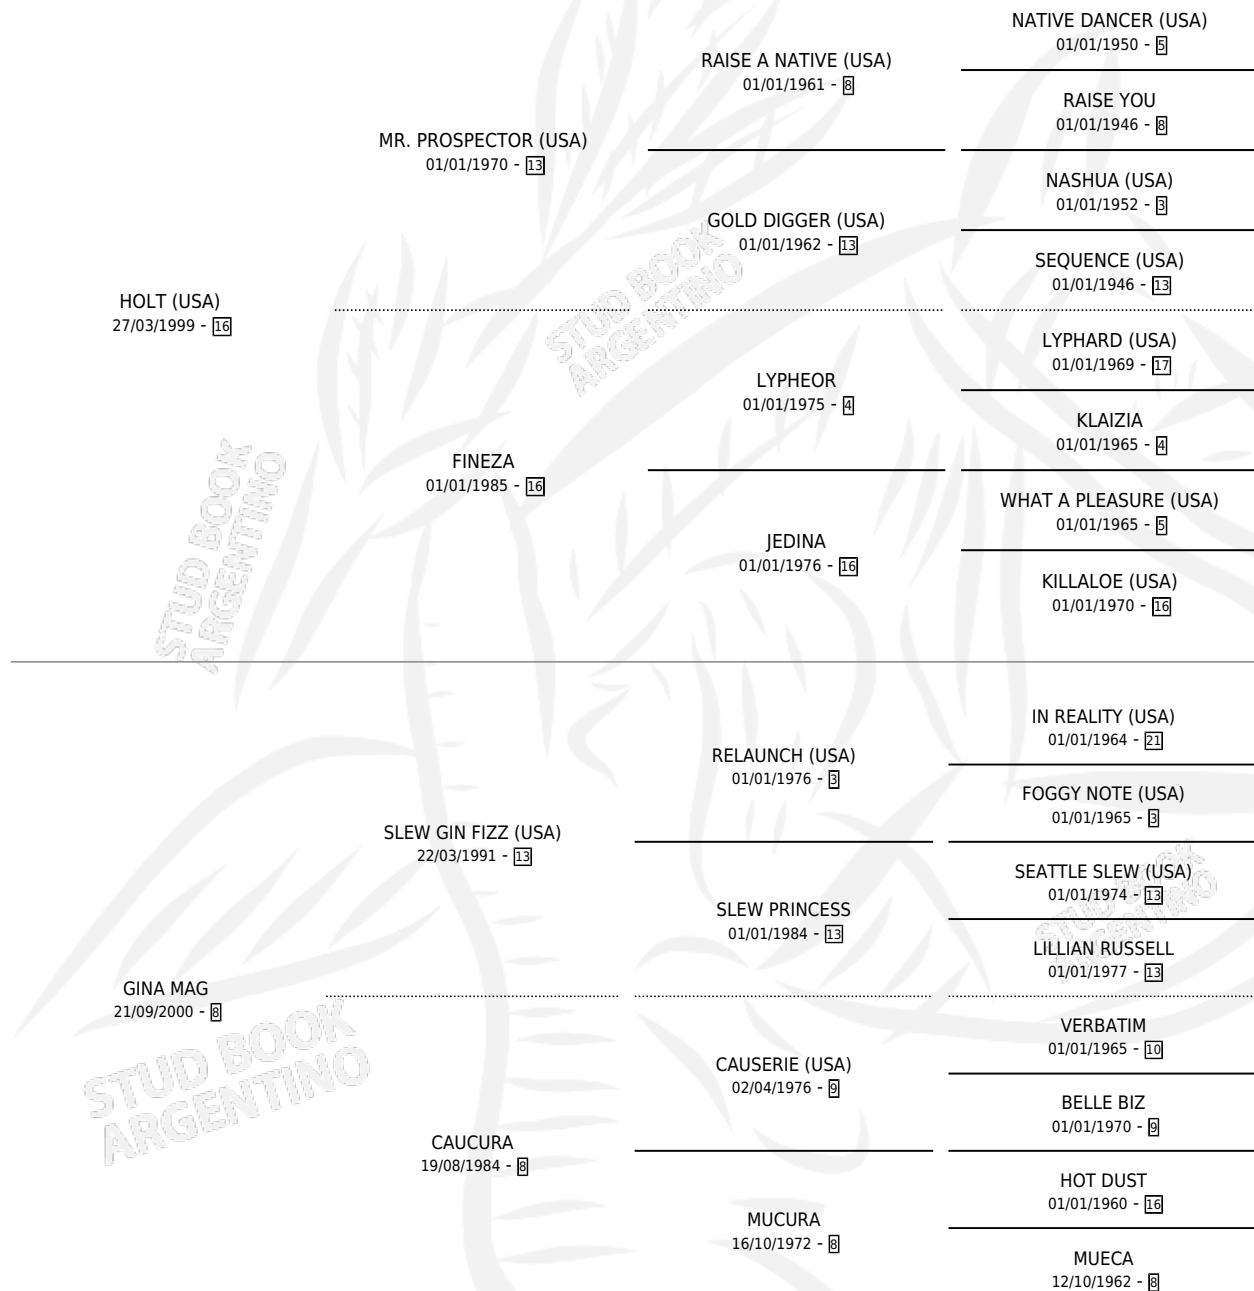 NATIVE DANCER (USA)
01/01/1950 - 5
RAISE A NATIVE (USA)
01/01/1961 - 8
RAISE YOU
01/01/1946 - 8
MR. PROSPECTOR (USA)
01/01/1970 - 13
NASHUA (USA)
01/01/1952 - 3
GOLD DIGGER (USA)
01/01/1962 - 13
SEQUENCE (USA)
01/01/1946 - 13
HOLT (USA)
27/03/1999 - 16
LYPHARD (USA)
01/01/1969 - 17
LYPHEOR
01/01/1975 - 4
KLAIZIA
01/01/1965 - 4
FINEZA
01/01/1985 - 16
WHAT A PLEASURE (USA)
01/01/1965 - 5
JEDINA
01/01/1976 - 16
KILLALOE (USA)
01/01/1970 - 16
IN REALITY (USA)
01/01/1964 - 21
RELAUNCH (USA)
01/01/1976 - 3
FOGGY NOTE (USA)
01/01/1965 - 3
SLEW GIN FIZZ (USA)
22/03/1991 - 13
SEATTLE SLEW (USA)
01/01/1974 - 13
SLEW PRINCESS
01/01/1984 - 13
LILLIAN RUSSELL
01/01/1977 - 13
GINA MAG
21/09/2000 - 8
VERBATIM
01/01/1965 - 10
CAUSERIE (USA)
02/04/1976 - 9
BELLE BIZ
01/01/1970 - 9
CAUCURA
19/08/1984 - 8
HOT DUST
01/01/1960 - 16
MUCURA
16/10/1972 - 8
MUECA
12/10/1962 - 8
STUD BOOK
ARGENTINO
STUD BOOK
ARGENTINO
STUD BOOK
ARGENTINO
STUD BOOK
ARGENTINO